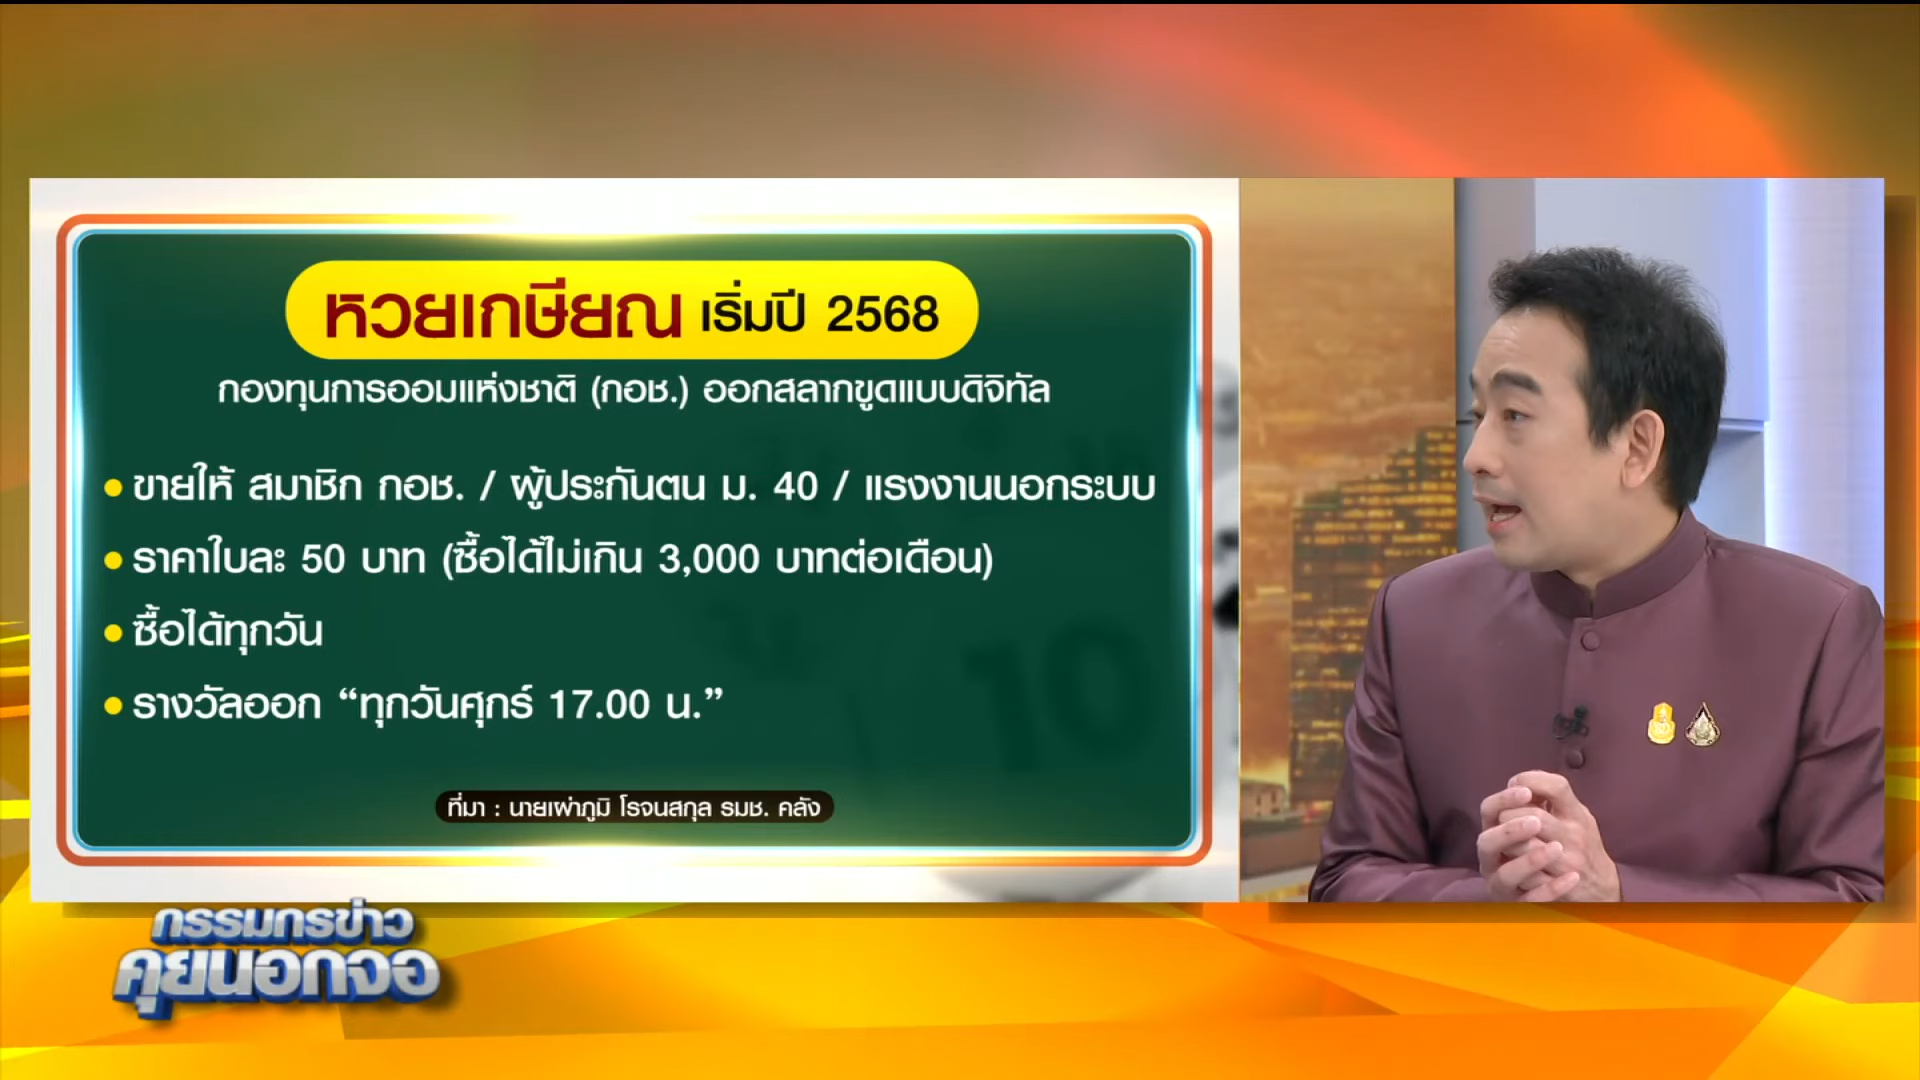 หวยเกษียณ เริ่มปี 2568
กองทุนการออมแห่งชาติ (กอช.) ออกสลากขูดแบบดิจิทัล
ขายให้ สมาชิก กอช. / ผู้ประกันตน ม. 40 / แรงงานนอกระบบ
ราคาใบละ 50 บาท (ซื้อได้ไม่เกิน 3,000 บาทต่อเดือน)
ซื้อได้ทุกวัน
รางวัลออก “ทุกวันศุกร์ 17.00 น.”
10
ที่มา : นายเผ่าภูมิ โรจนสกุล รมช. คลัง
กรรมกรข่าว
คุยนอกจอ